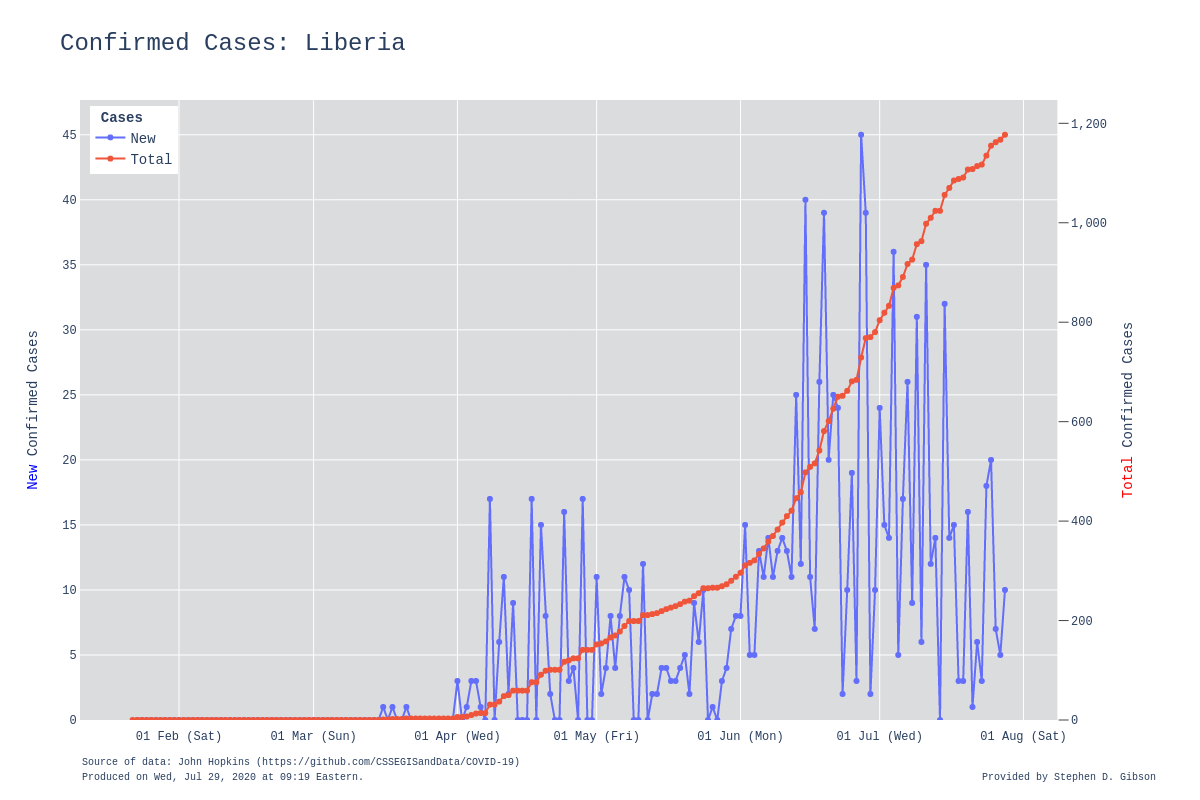 Confirmed Cases: Liberia
Cases
New
Total
45
40
35
30
25
20
15
10
5
0
1,200
1,000
800
600
400
200
0
New Confirmed Cases
Total Confirmed Cases
01 Feb (Sat)
01 Mar (Sun)
01 Apr (Wed)
01 May (Fri)
01 Jun (Mon)
01 Jul (Wed)
01 Aug (Sat)
Source of data: John Hopkins (https://github.com/CSSEGISandData/COVID-19)
Produced on Wed, Jul 29, 2020 at 09:19 Eastern.
Provided by Stephen D. Gibson